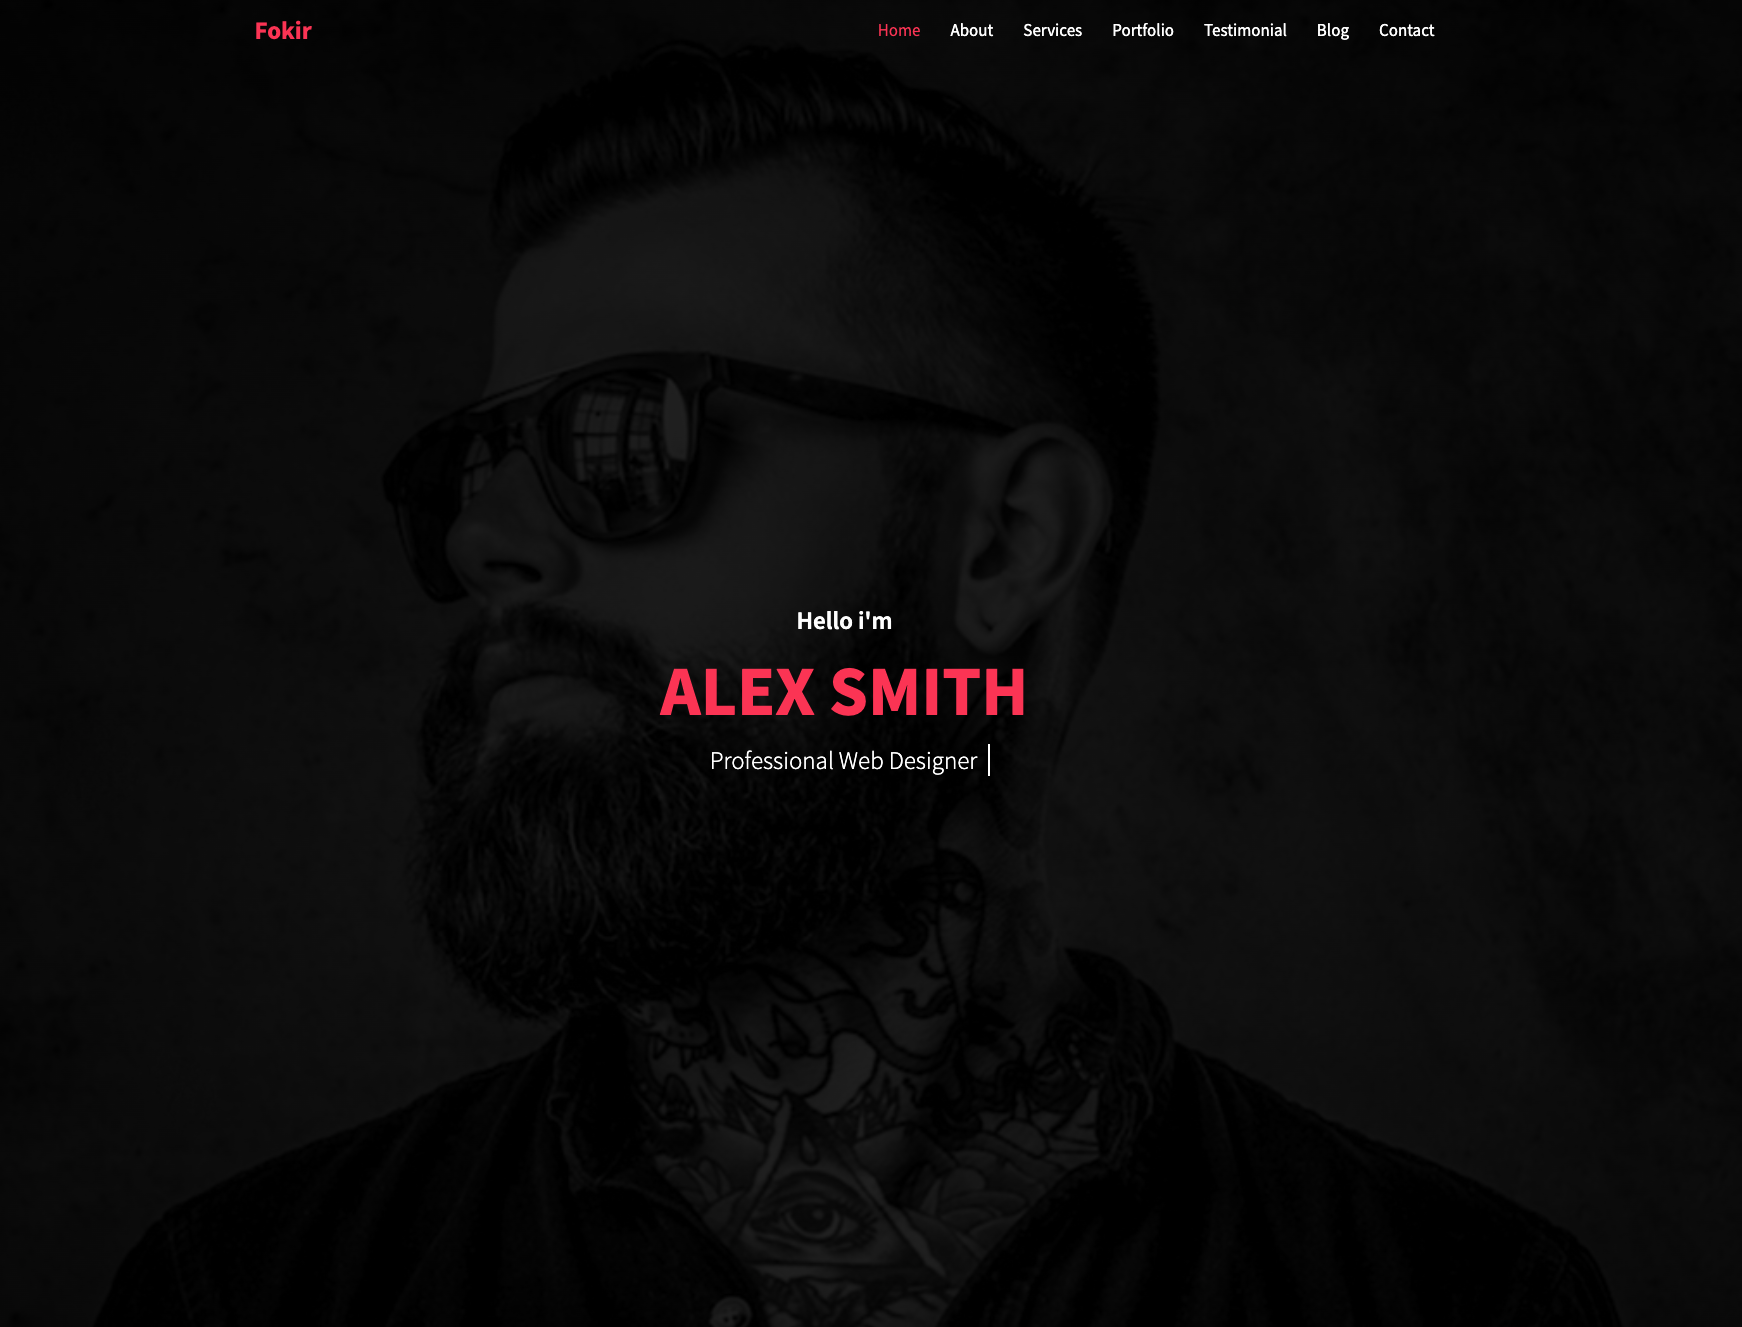 Fokir
Home About Services Portfolio Testimonial Blog Contact
Hello i'm
ALEX SMITH
Professional Web Designer